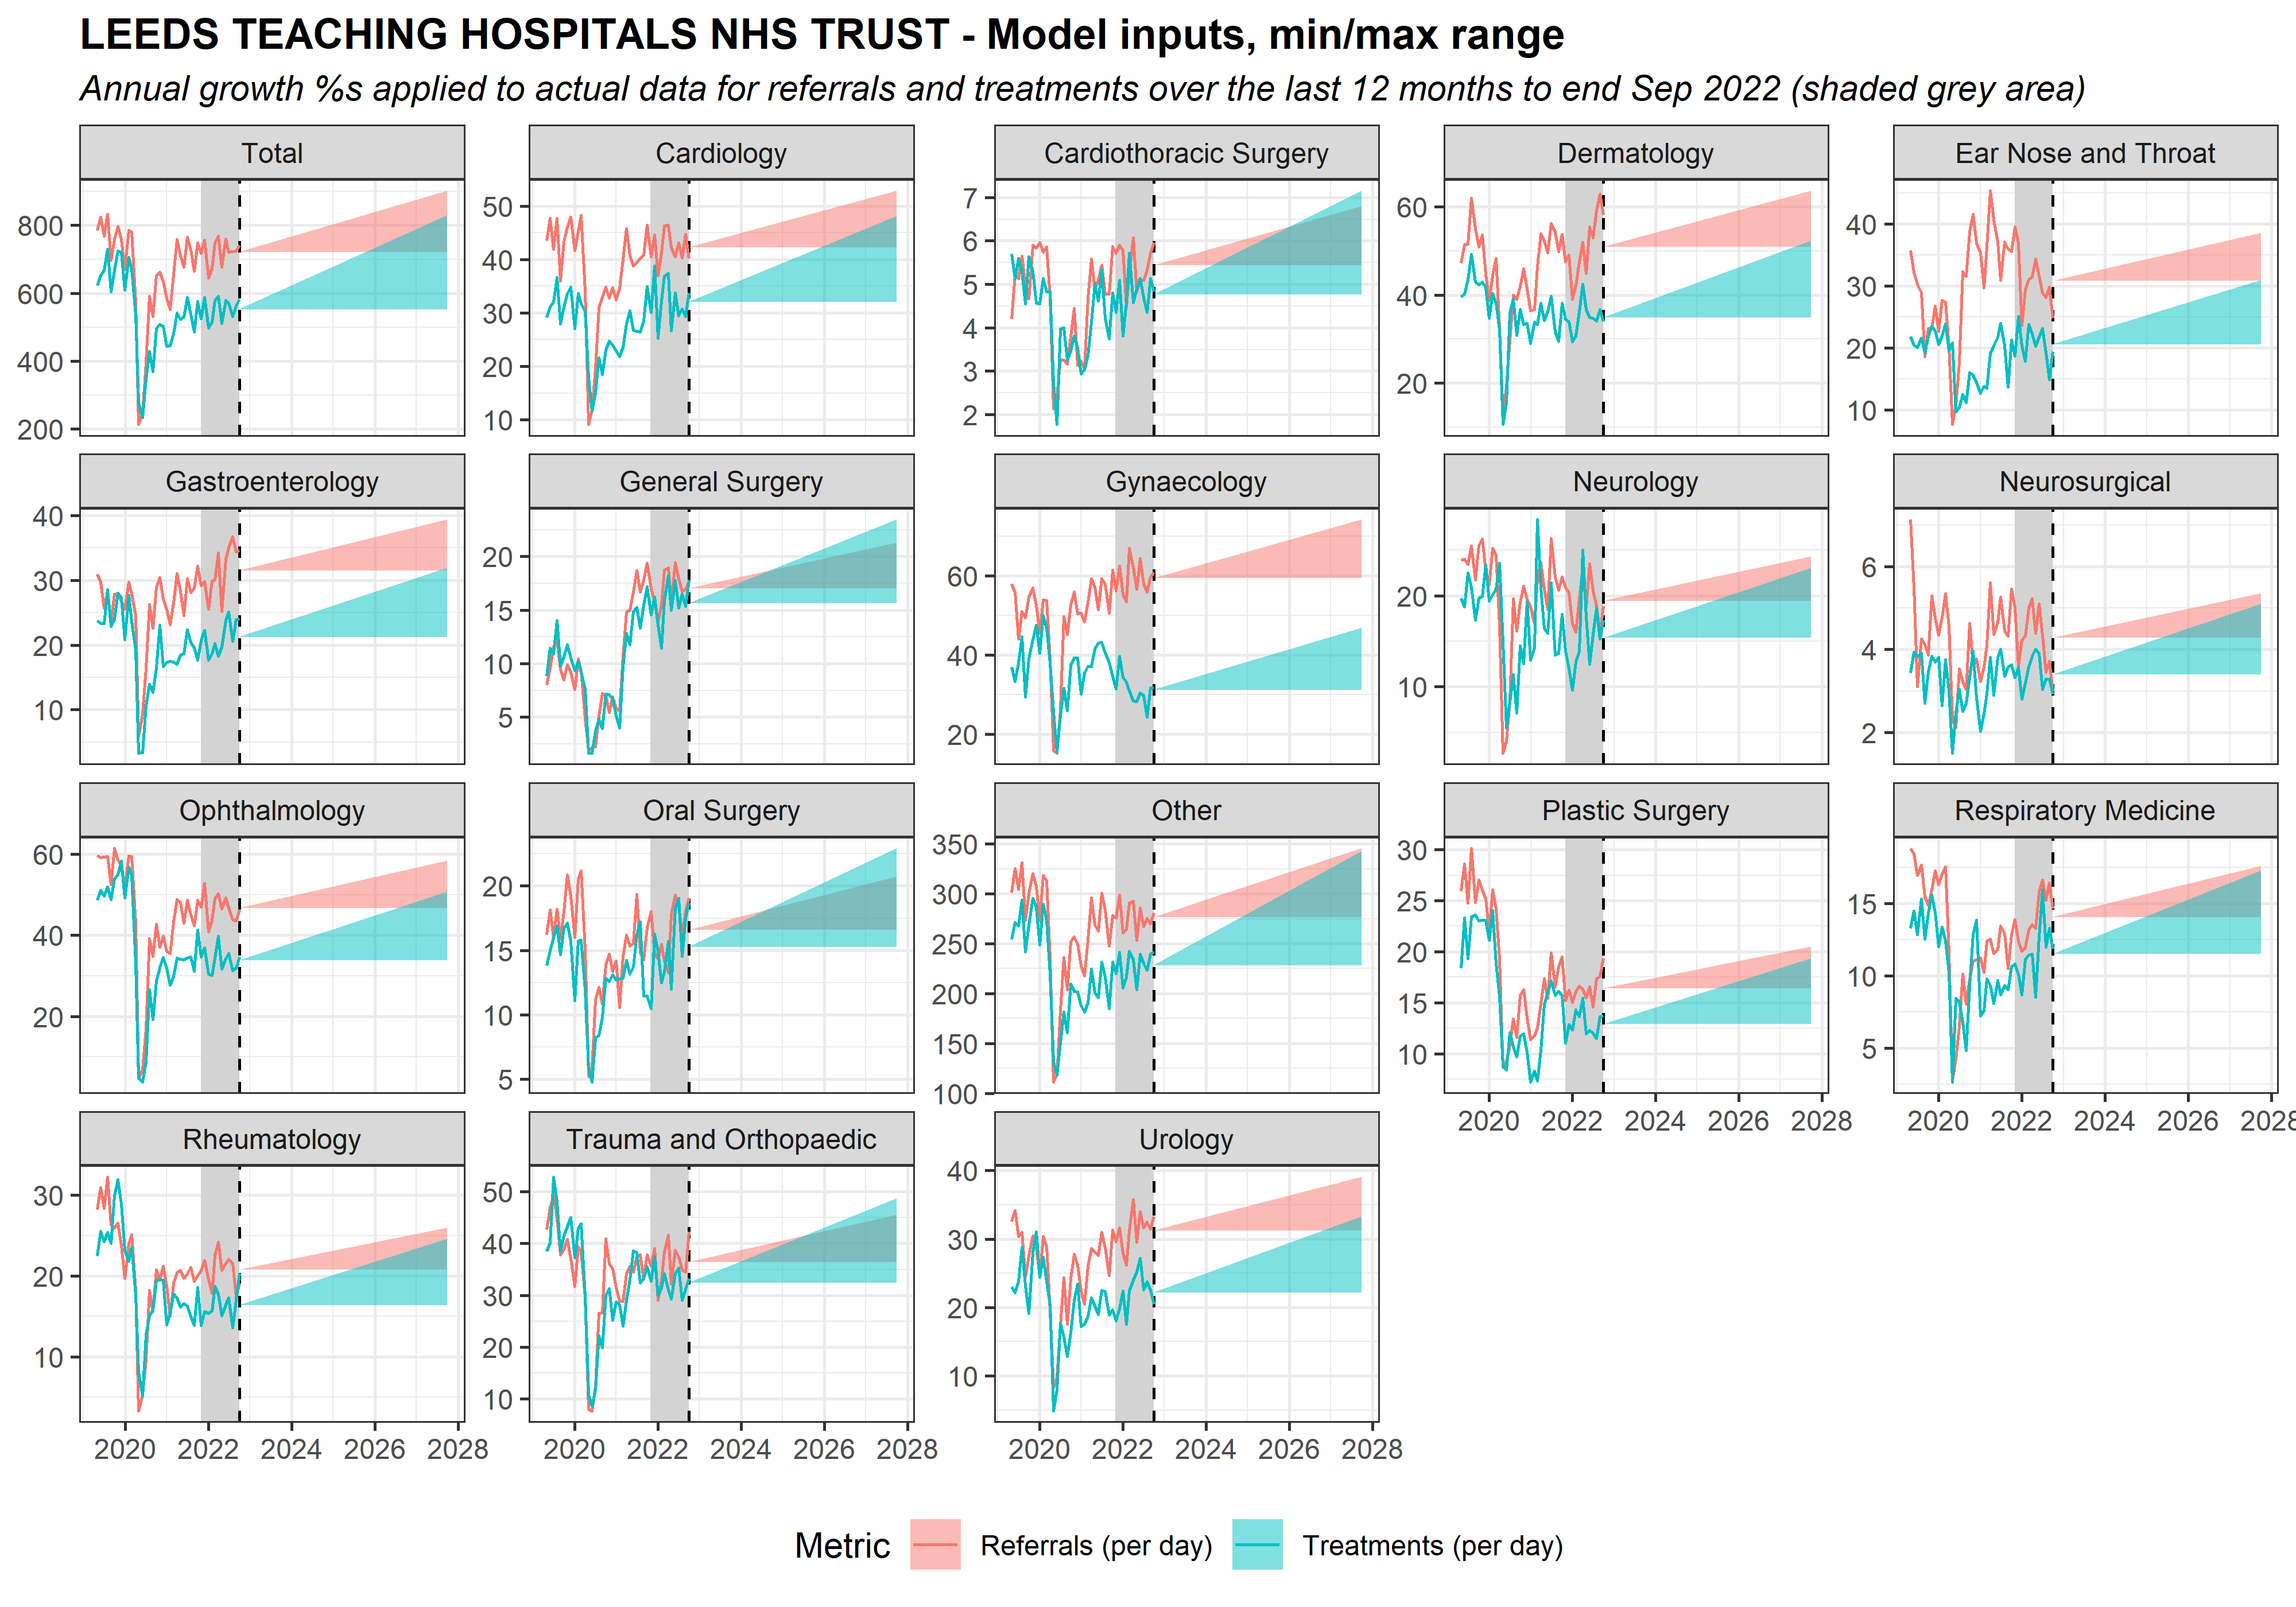 LEEDS TEACHING HOSPITALS NHS TRUST - Model inputs, min/max range
Annual growth %s applied to actual data for referrals and treatments over the last 12 months to end Sep 2022 (shaded grey area)
Total
800
600
400
200
Cardiology
50
40
30
20
10
Cardiothoracic Surgery
7
6
5
4
3
2
Dermatology
60
40
20
Ear Nose and Throat
40
30
20
10
Gastroenterology
40
30
20
10
General Surgery
20
15
10
5
Gynaecology
60
40
20
Neurology
20
10
Neurosurgical
6
4
2
Ophthalmology
60
40
20
Oral Surgery
20
15
10
5
Other
350
300
250
200
150
100
Plastic Surgery
30
25
20
15
10
2020 2022 2024 2026 2028
Respiratory Medicine
15
10
5
2020 2022 2024 2026 2028
Rheumatology
30
20
10
2020 2022 2024 2026 2028
Trauma and Orthopaedic
50
40
30
20
10
2020 2022 2024 2026 2028
Urology
40
30
20
10
2020 2022 2024 2026 2028
Metric Referrals (per day) Treatments (per day)